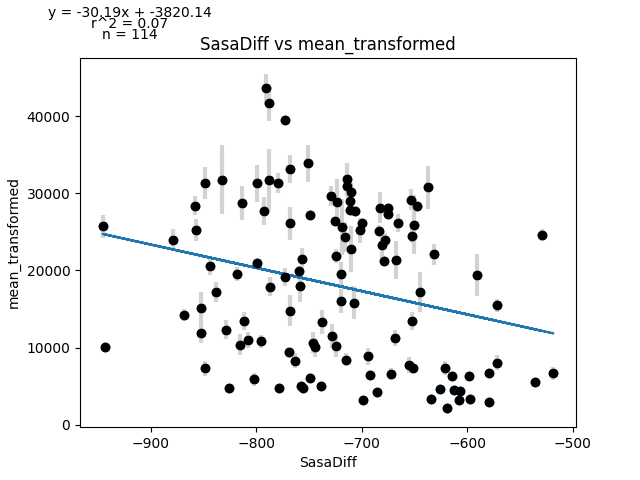 y = -30.19x + -3820.14
r^2 = 0.07
n = 114
SasaDiff vs mean_transformed
mean_transformed
40000
30000
20000
10000
0
−900
−800
−700
−600
−500
SasaDiff